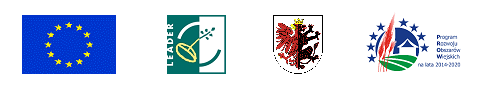 LEADER
Program
Rozwoju
Obszarów
Wiejskich
na lata 2014-2020